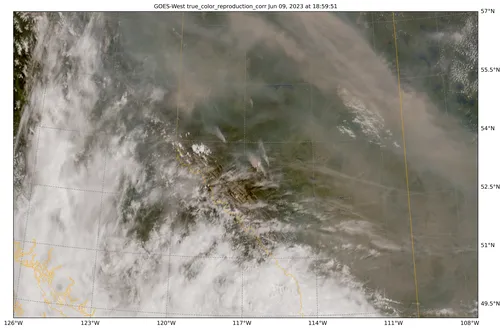 GOES-West true_color_reproduction_corr Jun 09, 2023 at 18:59:51
57°N
55.5°N
54°N
52.5°N
51°N
49.5°N
126°W
123°W
120°W
117°W
114°W
111°W
108°W